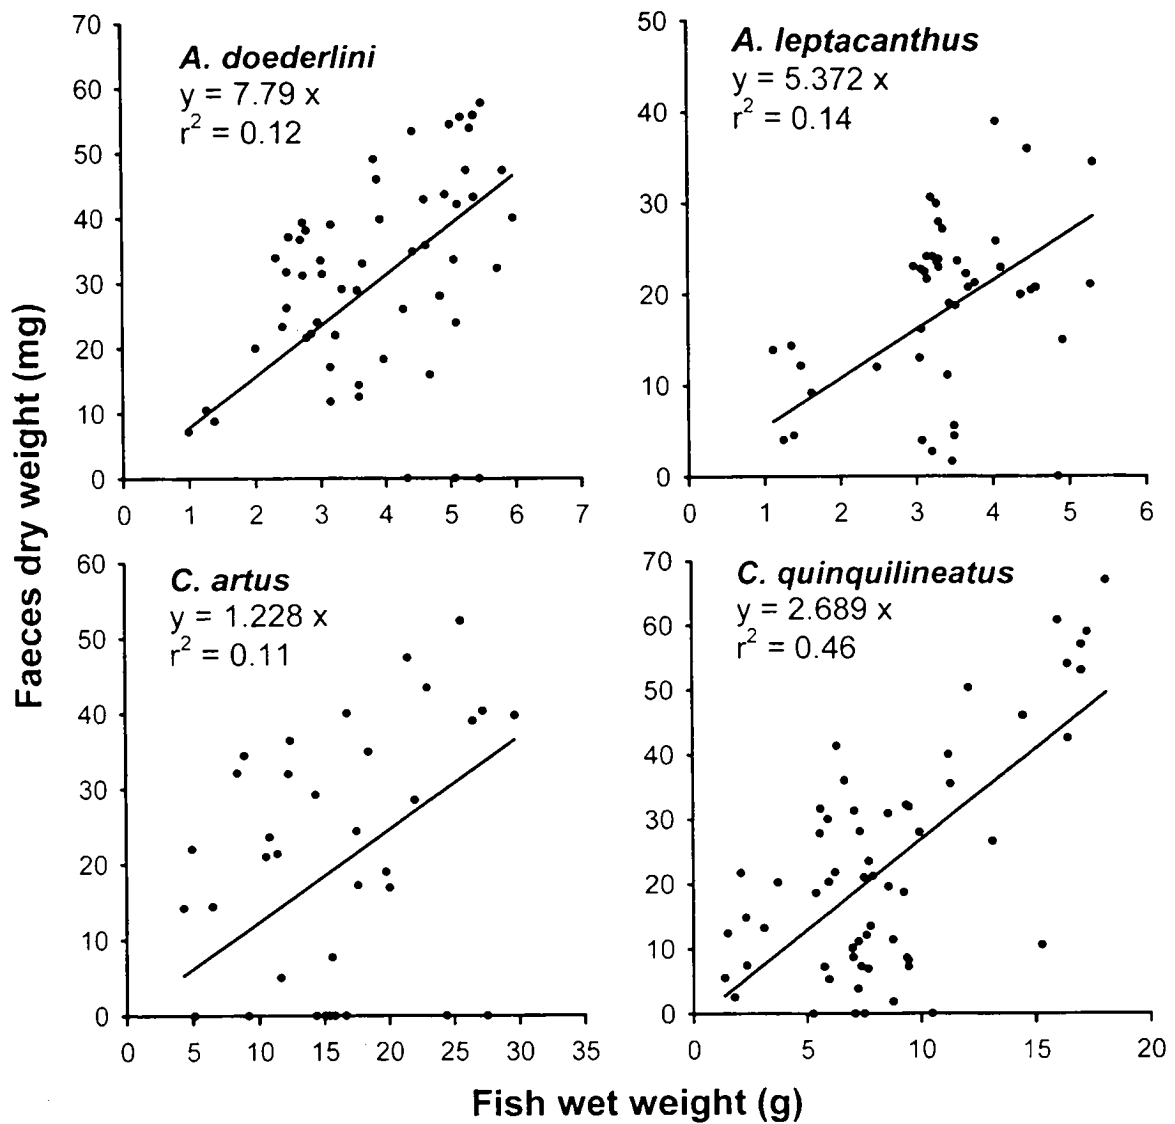 Faeces dry weight (mg)
A. doederlini
y = 7.79 x
r² = 0.12
70
60
50
40
30
20
10
0
0 1 2 3 4 5 6 7
A. leptacanthus
y = 5.372 x
r² = 0.14
50
40
30
20
10
0
0 1 2 3 4 5 6
C. artus
y = 1.228 x
r² = 0.11
60
50
40
30
20
10
0
0 5 10 15 20 25 30 35
C. quinquilineatus
y = 2.689 x
r² = 0.46
70
60
50
40
30
20
10
0
0 5 10 15 20
Fish wet weight (g)